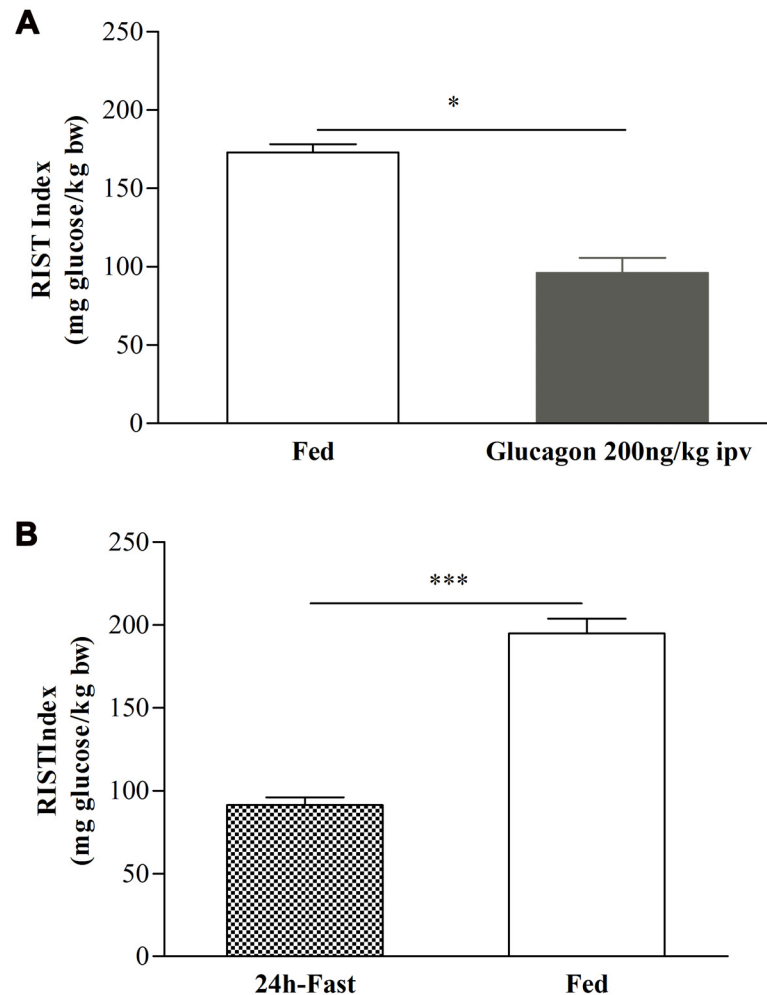 A
250
200
150
100
50
0
RIST Index
(mg glucose/kg bw)
*
Fed
Glucagon 200ng/kg ipv
B
250
200
150
100
50
0
RISTIndex
(mg glucose/kg bw)
***
24h-Fast
Fed